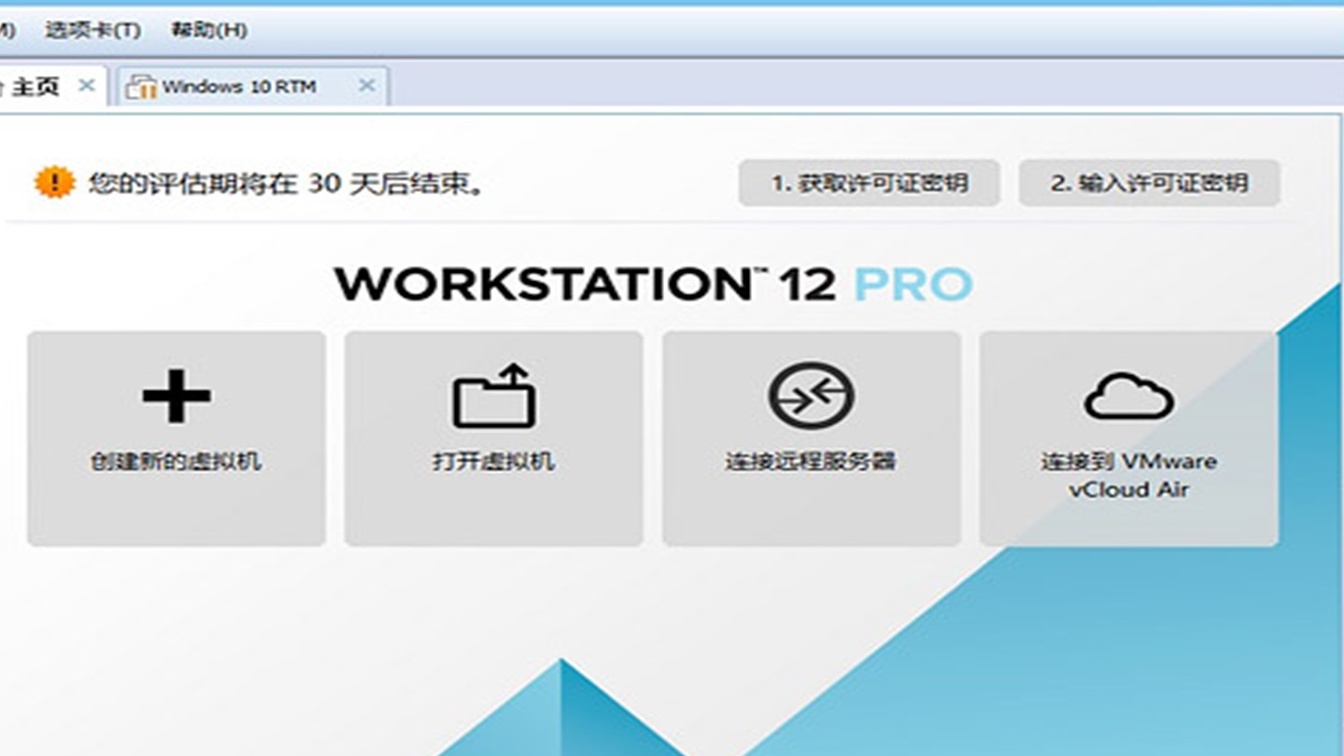 选项卡(T) 帮助(H)
主页 Windows 10 RTM
您的评估期将在 30 天后结束。 1. 获取许可证密钥 2. 输入许可证密钥
WORKSTATION™ 12 PRO
创建新的虚拟机 打开虚拟机 连接远程服务器 连接到 VMware
vCloud Air